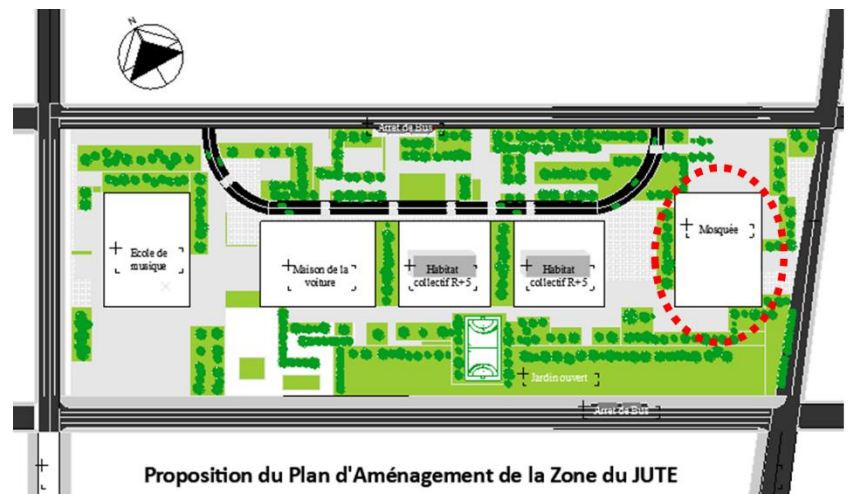 N
Arret de Bus
Ecole de
musique
Maison de la
voiture
Habitat
collectif R+5
Habitat
collectif R+5
Mosquée
Jardin ouvert
Arret de Bus
Proposition du Plan d'Aménagement de la Zone du JUTE